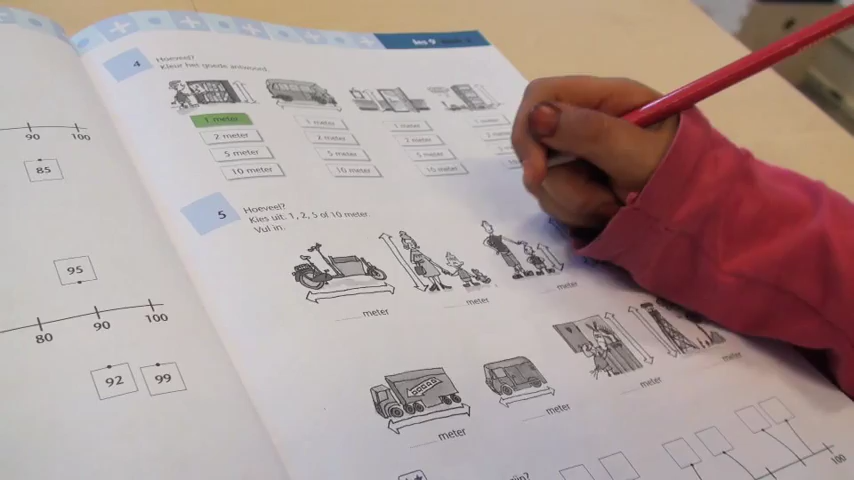 les 9
4
Hoeveel?
Kleur het goede antwoord.
1 meter
2 meter
5 meter
10 meter
1 meter
2 meter
5 meter
10 meter
1 meter
2 meter
5 meter
10 meter
5
Hoeveel?
Kies uit: 1, 2, 5 of 10 meter.
Vul in.
meter
meter
meter
meter
meter
meter
meter
90 100
85
95
80 90 100
92 99
100